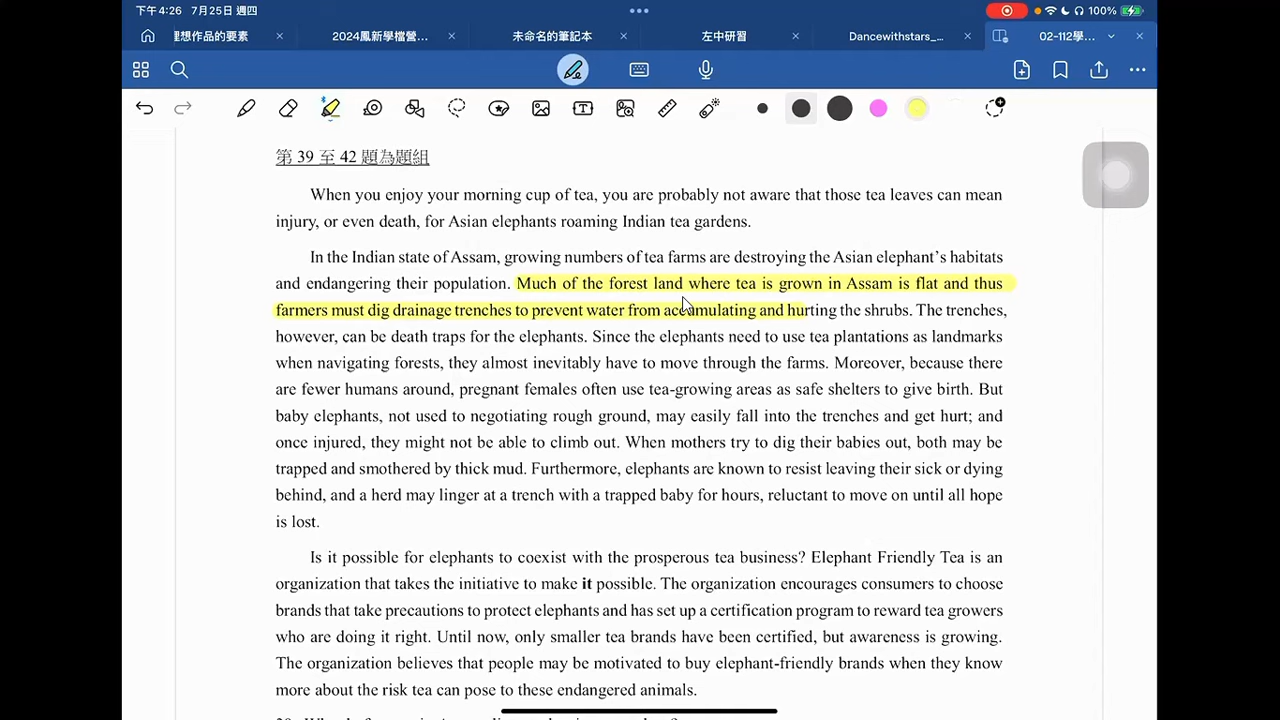 下午4:26 7月25日 週四
100%
理想作品的要素
2024鳳新學檔營...
未命名的筆記本
左中研習
Dancewithstars_...
02-112學...
第 39 至 42 題為題組
When you enjoy your morning cup of tea, you are probably not aware that those tea leaves can mean
injury, or even death, for Asian elephants roaming Indian tea gardens.
In the Indian state of Assam, growing numbers of tea farms are destroying the Asian elephant's habitats
and endangering their population. Much of the forest land where tea is grown in Assam is flat and thus
farmers must dig drainage trenches to prevent water from accumulating and hurting the shrubs. The trenches,
however, can be death traps for the elephants. Since the elephants need to use tea plantations as landmarks
when navigating forests, they almost inevitably have to move through the farms. Moreover, because there
are fewer humans around, pregnant females often use tea-growing areas as safe shelters to give birth. But
baby elephants, not used to negotiating rough ground, may easily fall into the trenches and get hurt; and
once injured, they might not be able to climb out. When mothers try to dig their babies out, both may be
trapped and smothered by thick mud. Furthermore, elephants are known to resist leaving their sick or dying
behind, and a herd may linger at a trench with a trapped baby for hours, reluctant to move on until all hope
is lost.
Is it possible for elephants to coexist with the prosperous tea business? Elephant Friendly Tea is an
organization that takes the initiative to make it possible. The organization encourages consumers to choose
brands that take precautions to protect elephants and has set up a certification program to reward tea growers
who are doing it right. Until now, only smaller tea brands have been certified, but awareness is growing.
The organization believes that people may be motivated to buy elephant-friendly brands when they know
more about the risk tea can pose to these endangered animals.